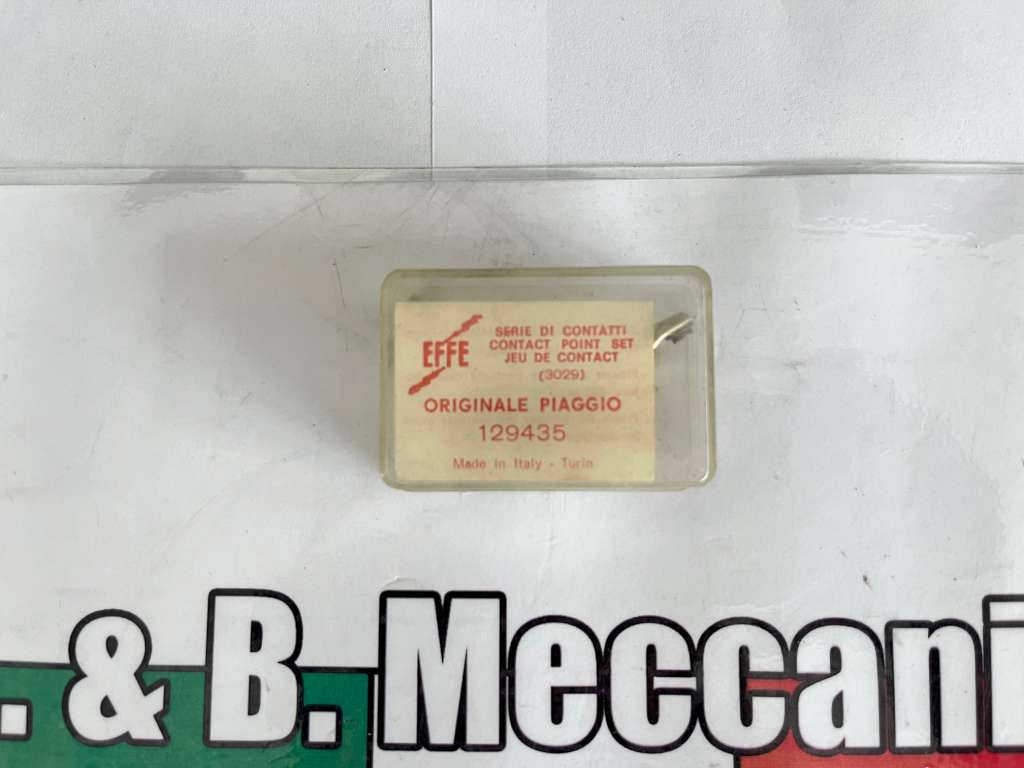 EFFE
SERIE DI CONTATTI
CONTACT POINT SET
JEU DE CONTACT
(3029)
ORIGINALE PIAGGIO
129435
Made in Italy - Turin
. & B. Meccani